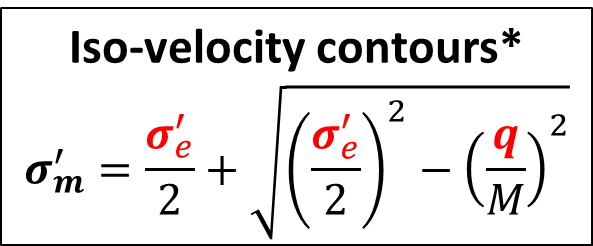 Iso-velocity contours*
σ′ₘ = σ′ₑ/2 + √((σ′ₑ/2)² − (q/M)²)